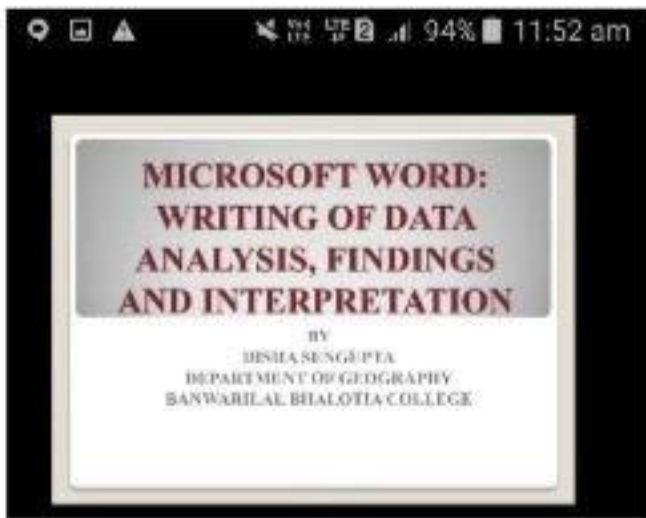 94% 11:52 am
MICROSOFT WORD:
WRITING OF DATA
ANALYSIS, FINDINGS
AND INTERPRETATION
BY
DISHA SENGUPTA
DEPARTMENT OF GEOGRAPHY
BANWARILAL BHALOTIA COLLEGE